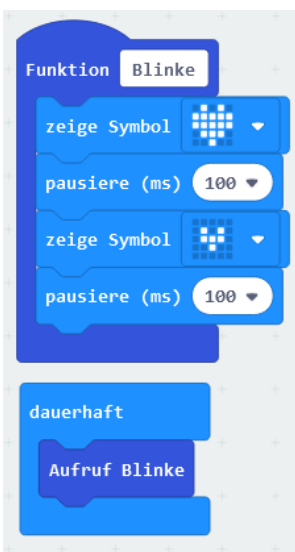 Funktion Blinke
zeige Symbol
pausiere (ms) 100
zeige Symbol
pausiere (ms) 100
dauerhaft
Aufruf Blinke